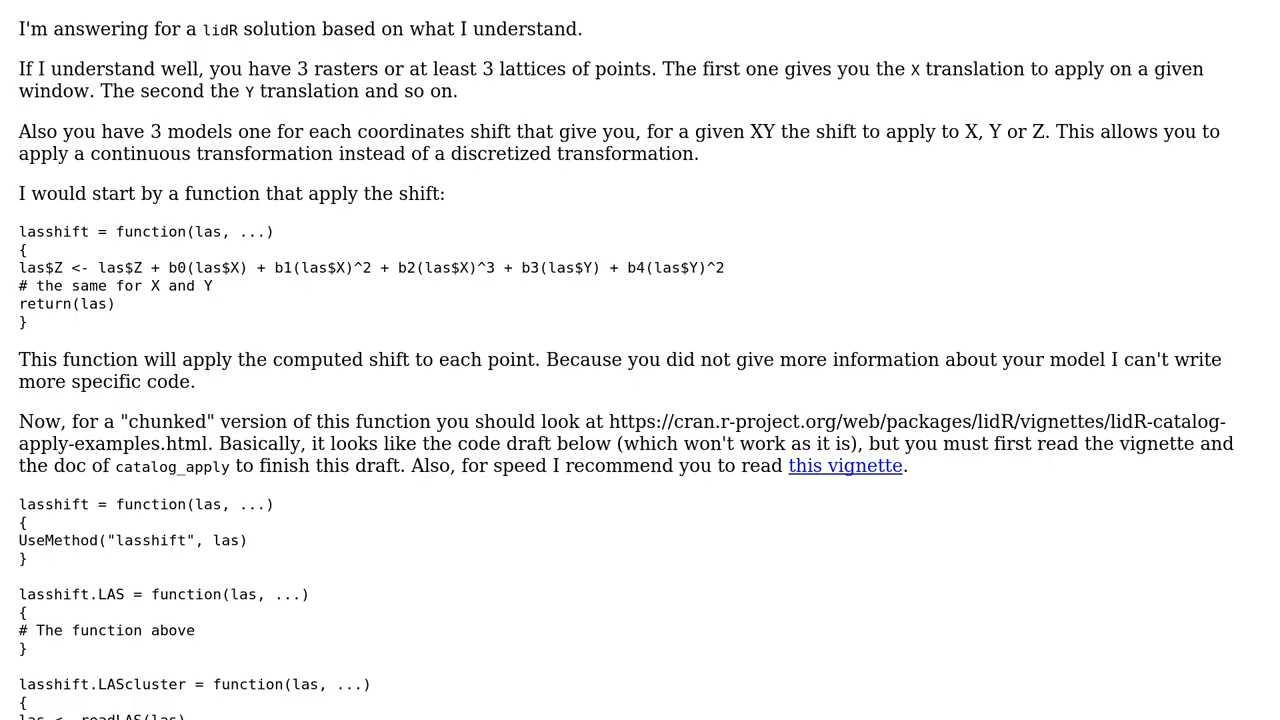 I'm answering for a lidR solution based on what I understand.
If I understand well, you have 3 rasters or at least 3 lattices of points. The first one gives you the X translation to apply on a given
window. The second the Y translation and so on.
Also you have 3 models one for each coordinates shift that give you, for a given XY the shift to apply to X, Y or Z. This allows you to
apply a continuous transformation instead of a discretized transformation.
I would start by a function that apply the shift:
lasshift = function(las, ...)
{
las$Z <- las$Z + b0(las$X) + b1(las$X)^2 + b2(las$X)^3 + b3(las$Y) + b4(las$Y)^2
# the same for X and Y
return(las)
}
This function will apply the computed shift to each point. Because you did not give more information about your model I can't write
more specific code.
Now, for a "chunked" version of this function you should look at https://cran.r-project.org/web/packages/lidR/vignettes/lidR-catalog-
apply-examples.html. Basically, it looks like the code draft below (which won't work as it is), but you must first read the vignette and
the doc of catalog_apply to finish this draft. Also, for speed I recommend you to read this vignette.
lasshift = function(las, ...)
{
UseMethod("lasshift", las)
}
lasshift.LAS = function(las, ...)
{
# The function above
}
lasshift.LAScluster = function(las, ...)
{
las <- readLAS(las)